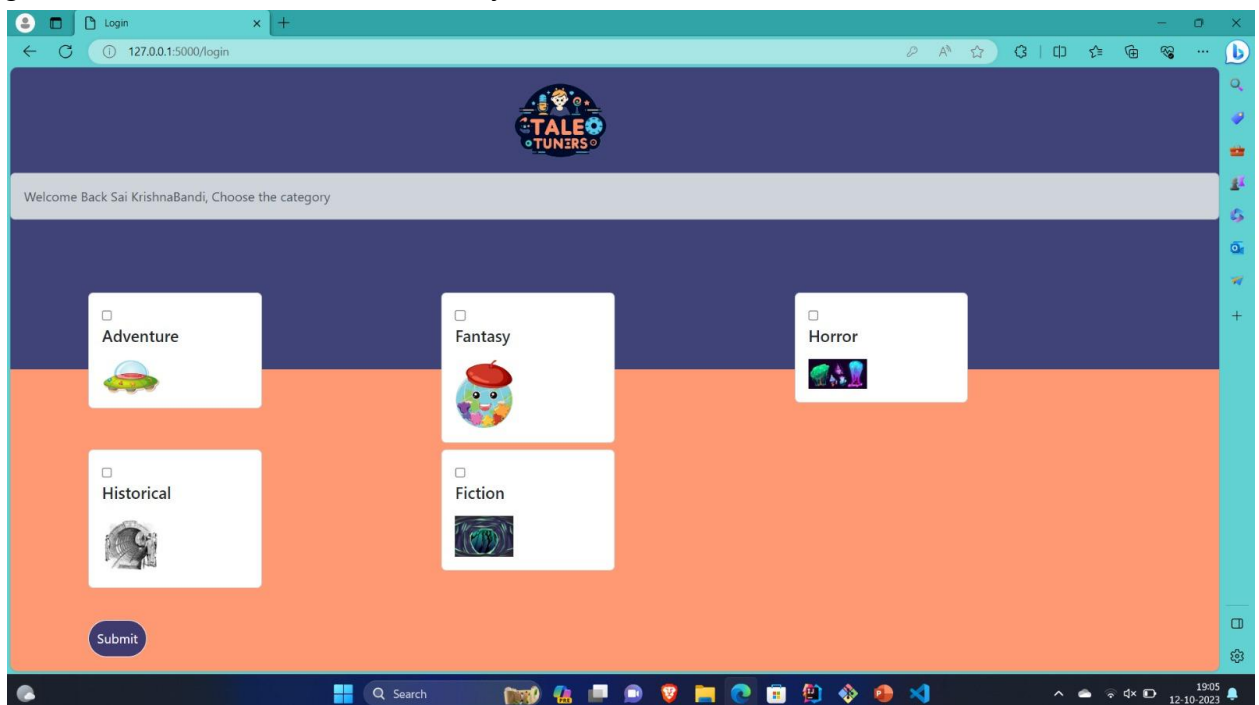 Login
127.0.0.1:5000/login
TALE
TUNERS
Welcome Back Sai KrishnaBandi, Choose the category
Adventure
Fantasy
Horror
Historical
Fiction
Submit
Search
PRE
19:05
12-10-2023